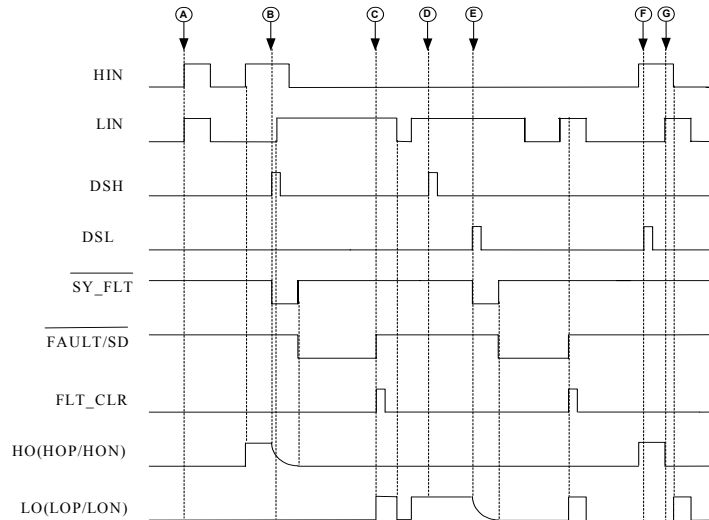 A B C D E F G
HIN
LIN
DSH
DSL
SY_FLT
FAULT/SD
FLT_CLR
HO(HOP/HON)
LO(LOP/LON)